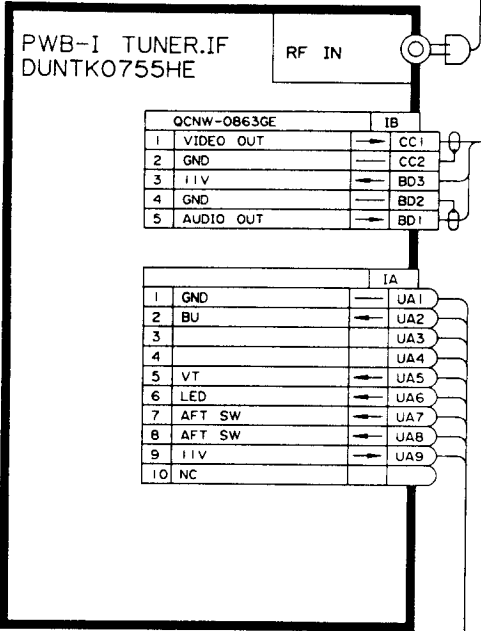 PWB-I TUNER.IF
DUNTK0755HE
RF IN
QCNW-0863GE IB
1 VIDEO OUT CC1
2 GND CC2
3 11V BD3
4 GND BD2
5 AUDIO OUT BD1
IA
1 GND UA1
2 BU UA2
3 UA3
4 UA4
5 VT UA5
6 LED UA6
7 AFT SW UA7
8 AFT SW UA8
9 11V UA9
10 NC